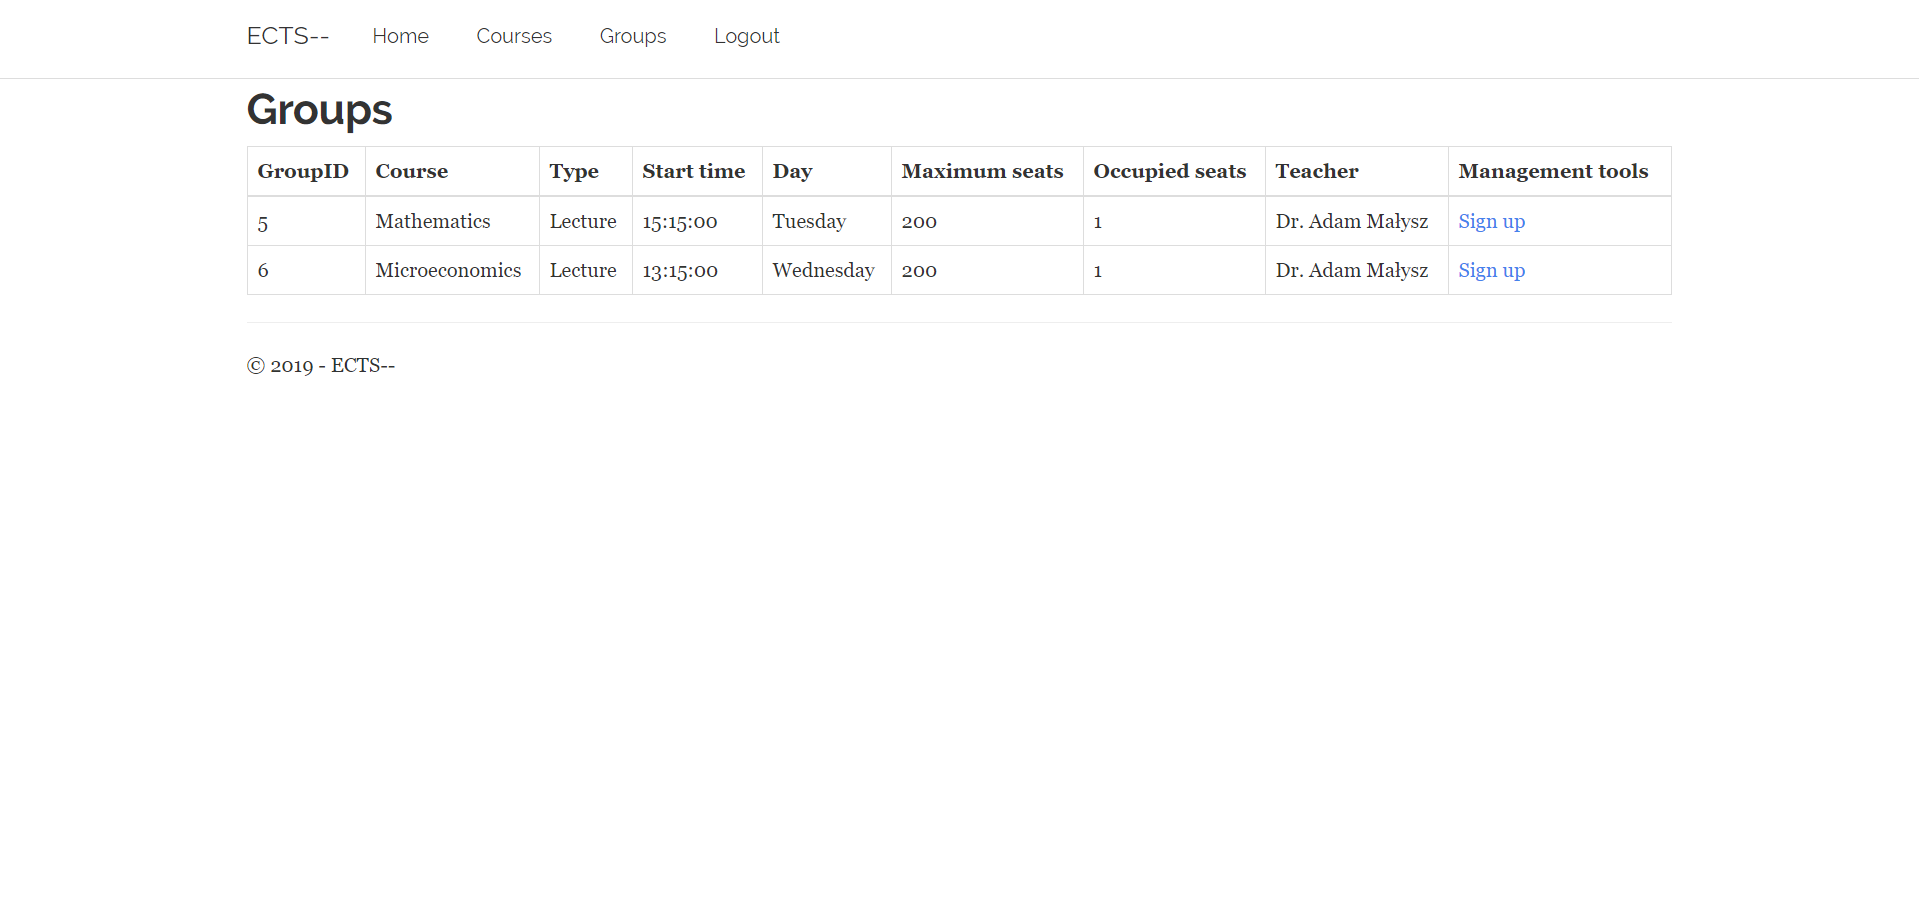 ECTS-- Home Courses Groups Logout
Groups
GroupID Course Type Start time Day Maximum seats Occupied seats Teacher Management tools
5 Mathematics Lecture 15:15:00 Tuesday 200 1 Dr. Adam Małysz Sign up
6 Microeconomics Lecture 13:15:00 Wednesday 200 1 Dr. Adam Małysz Sign up
© 2019 - ECTS--